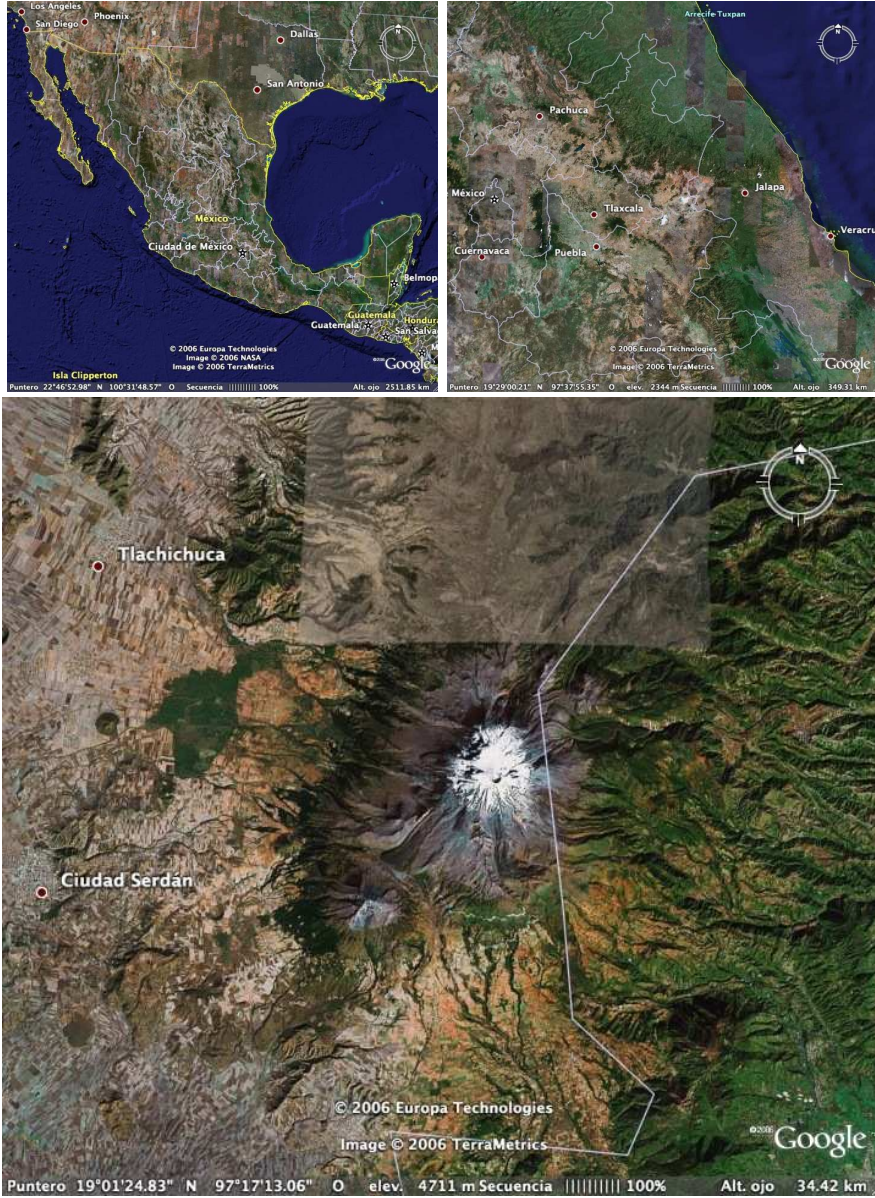 Los Angeles
San Diego
Phoenix
Dallas
San Antonio
N
México
Ciudad de México
Belmop
Guatemala
Hondur
Guatemala
San Salva
M
© 2006 Europa Technologies
Image © 2006 NASA
Image © 2006 TerraMetrics
Isla Clipperton
©2006 Google
Puntero 22°46'52.98" N 100°31'48.57" O Secuencia 100% Alt. ojo 2511.85 km
Arrecife Tuxpan
N
Pachuca
México
Jalapa
Tlaxcala
Veracru
Cuernavaca
Puebla
© 2006 Europa Technologies
Image © 2006 TerraMetrics
©2006 Google
Puntero 19°29'00.21" N 97°37'55.35" O elev. 2344 m Secuencia 100% Alt. ojo 349.31 km
N
Tlachichuca
Ciudad Serdán
© 2006 Europa Technologies
Image © 2006 TerraMetrics
©2006 Google
Puntero 19°01'24.83" N 97°17'13.06" O elev. 4711 m Secuencia 100% Alt. ojo 34.42 km